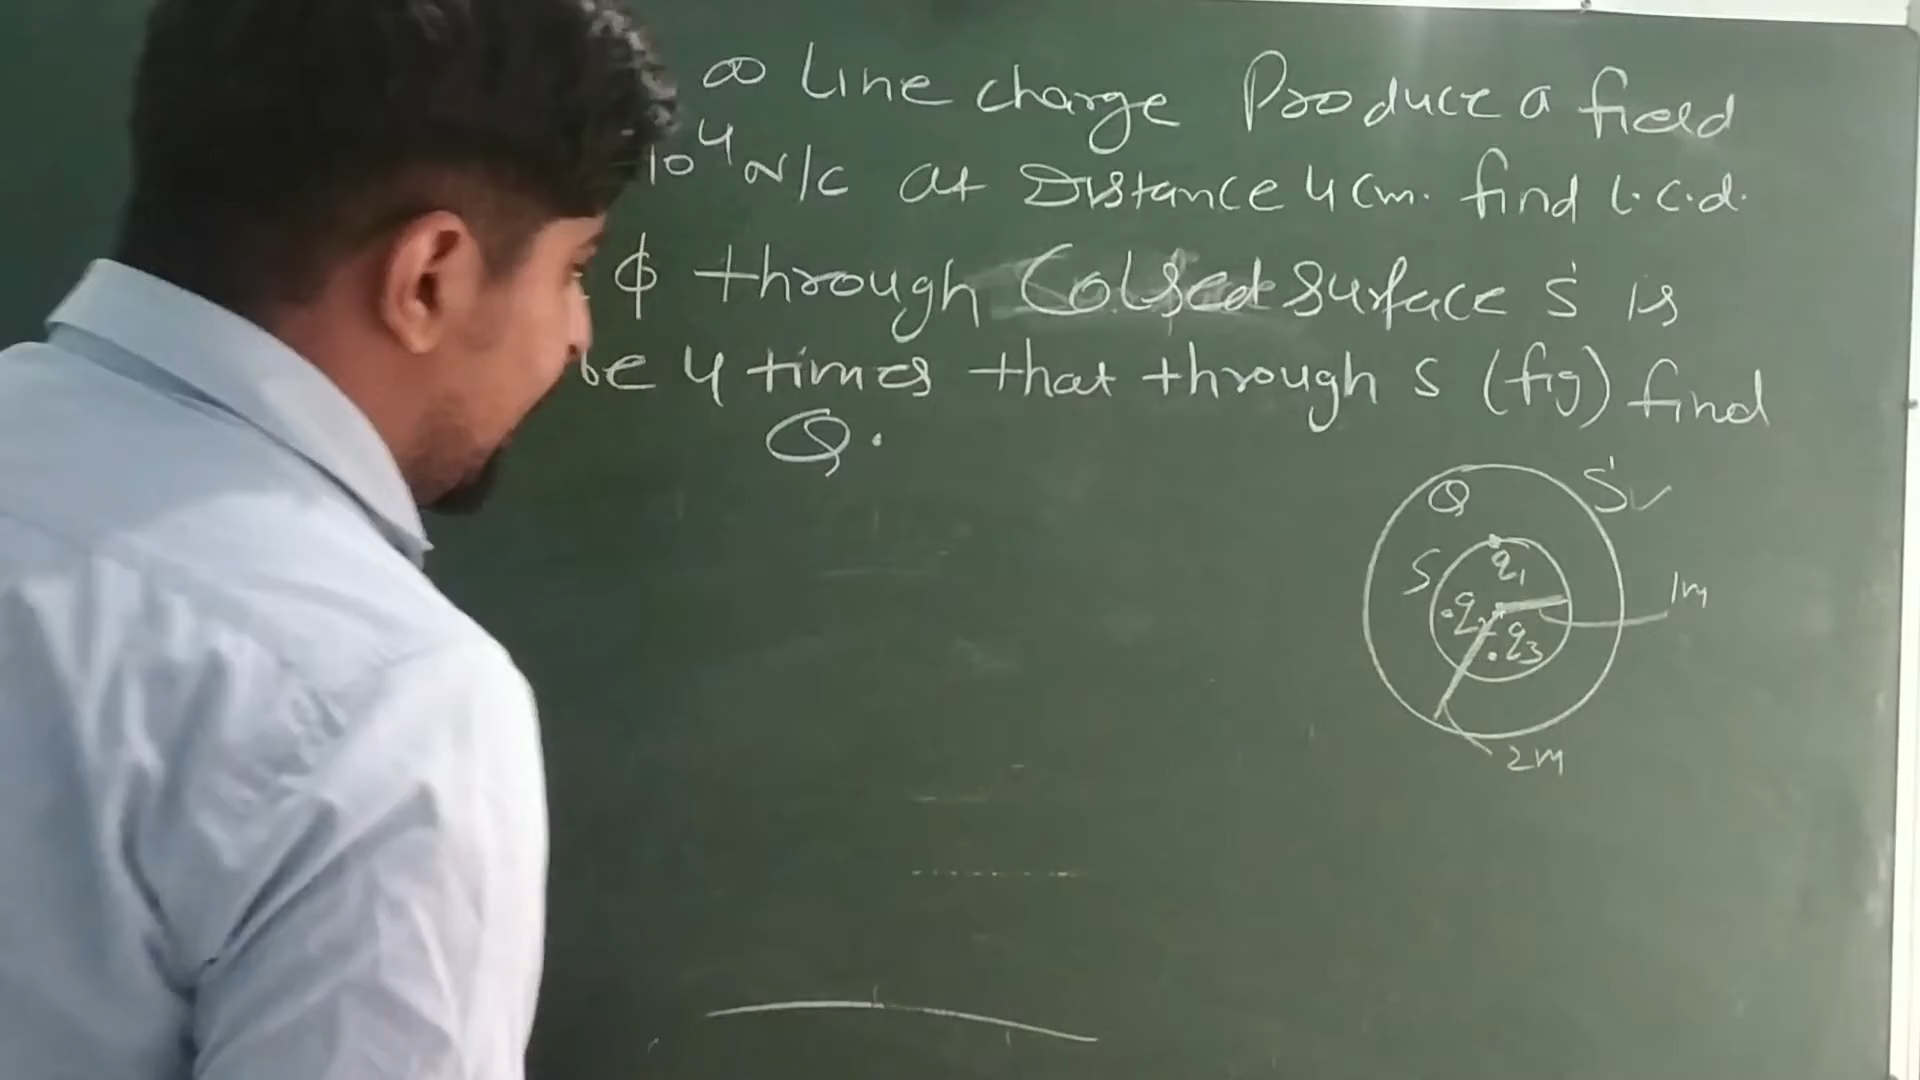 ∞ line charge Produce a field
10⁴ N/C at Distance 4 cm. find l.c.d.
ϕ through Colsed surface S' is
be 4 times that through S (fig) find
Q.
Q
S'
S
q₁
q₂
q₃
1m
2m